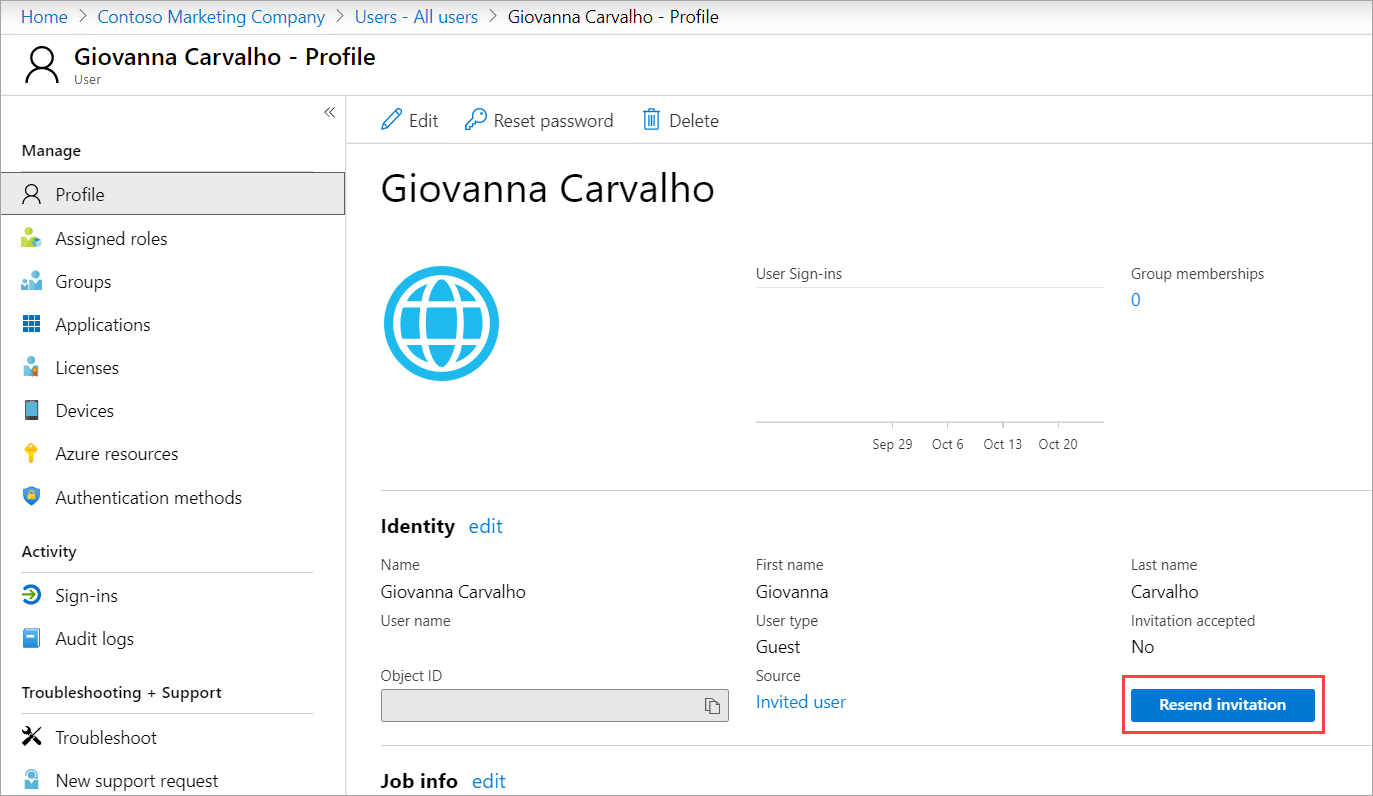 Home > Contoso Marketing Company > Users - All users > Giovanna Carvalho - Profile
Giovanna Carvalho - Profile
User
«
Manage
Profile
Assigned roles
Groups
Applications
Licenses
Devices
Azure resources
Authentication methods
Activity
Sign-ins
Audit logs
Troubleshooting + Support
Troubleshoot
New support request
Edit Reset password Delete
Giovanna Carvalho
User Sign-ins
Sep 29 Oct 6 Oct 13 Oct 20
Group memberships
0
Identity edit
Name
Giovanna Carvalho
First name
Giovanna
Last name
Carvalho
User name
User type
Guest
Invitation accepted
No
Object ID
Source
Invited user
Resend invitation
Job info edit